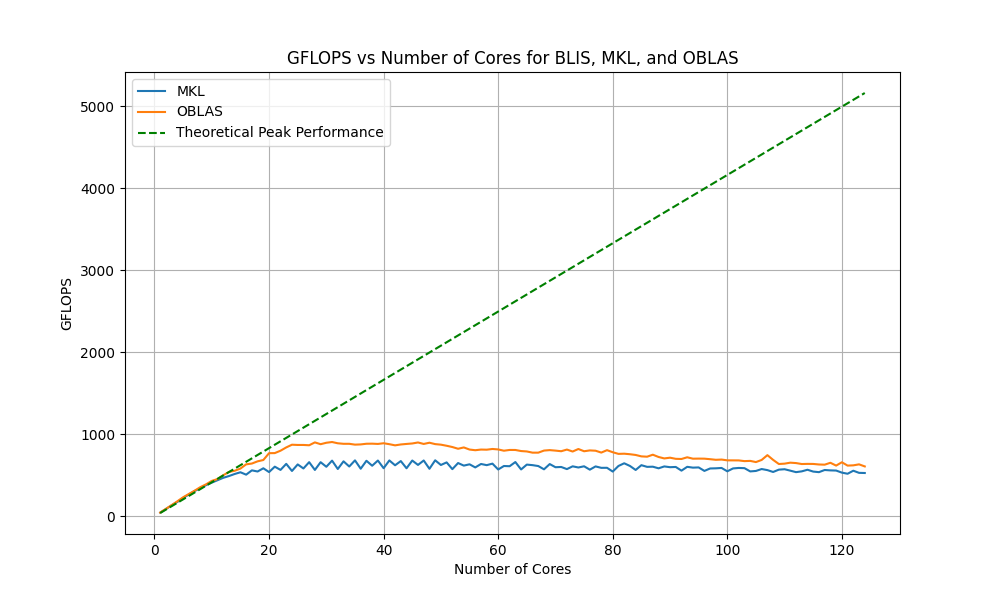 GFLOPS vs Number of Cores for BLIS, MKL, and OBLAS
MKL
OBLAS
Theoretical Peak Performance
5000
4000
3000
2000
1000
0
GFLOPS
0 20 40 60 80 100 120
Number of Cores